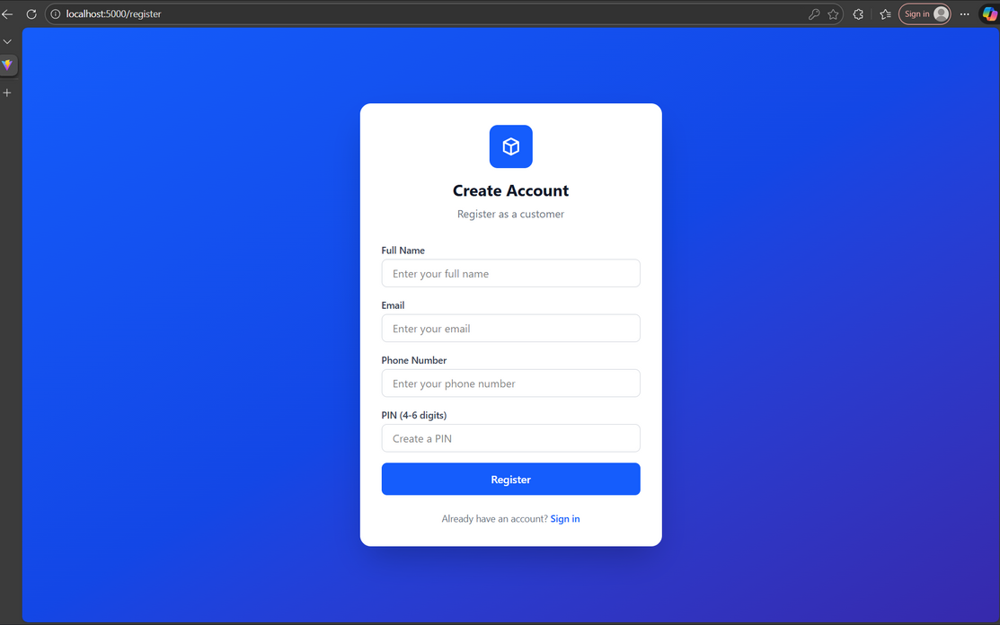 localhost:5000/register
Sign in
Create Account
Register as a customer
Full Name
Enter your full name
Email
Enter your email
Phone Number
Enter your phone number
PIN (4-6 digits)
Create a PIN
Register
Already have an account? Sign in